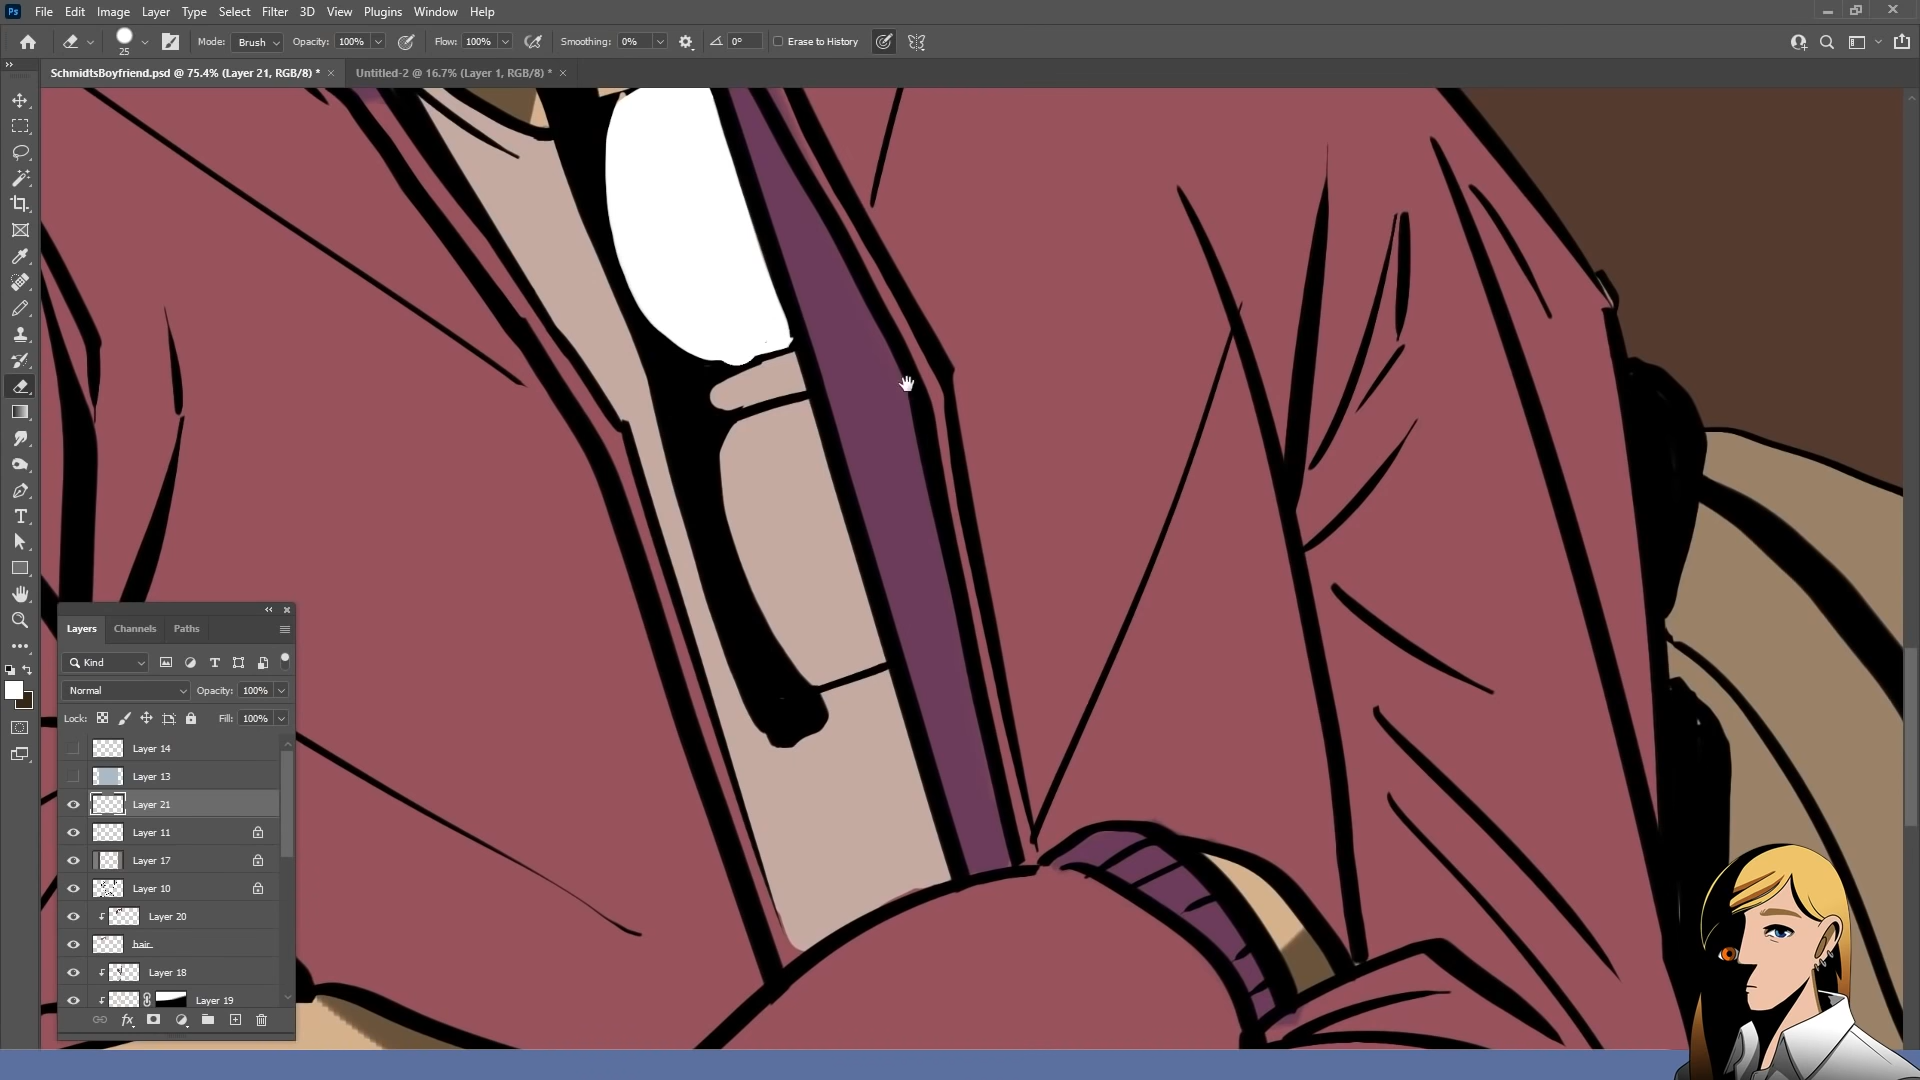 Ps File Edit Image Layer Type Select Filter 3D View Plugins Window Help
25 Mode: Brush Opacity: 100% Flow: 100% Smoothing: 0% 0° Erase to History
SchmidtsBoyfriend.psd @ 75.4% (Layer 21, RGB/8) * × Untitled-2 @ 16.7% (Layer 1, RGB/8) * ×
Layers Channels Paths
Kind
Normal Opacity: 100%
Lock: Fill: 100%
Layer 14
Layer 13
Layer 21
Layer 11
Layer 17
Layer 10
Layer 20
hair
Layer 18
Layer 19
fx